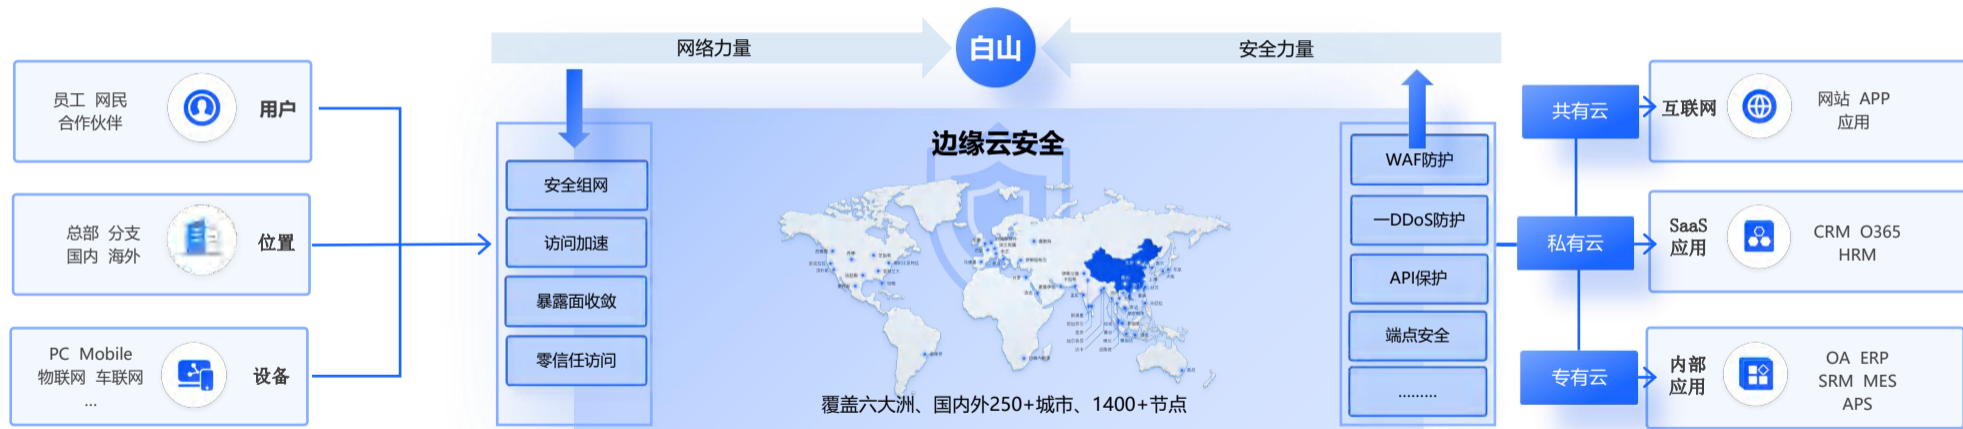 网络力量
白山
安全力量
员工 网民
合作伙伴
用户
总部 分支
国内 海外
位置
PC Mobile
物联网 车联网
...
设备
安全组网
访问加速
暴露面收敛
零信任访问
边缘云安全
覆盖六大洲、国内外250+城市、1400+节点
WAF防护
一DDoS防护
API保护
端点安全
.........
共有云
私有云
专有云
互联网
网站 APP
应用
SaaS
应用
CRM O365
HRM
内部
应用
OA ERP
SRM MES
APS